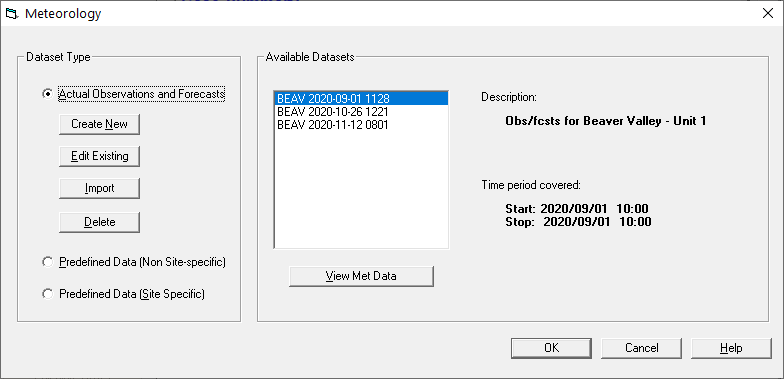 Meteorology
Dataset Type
Actual Observations and Forecasts
Create New
Edit Existing
Import
Delete
Predefined Data (Non Site-specific)
Predefined Data (Site Specific)
Available Datasets
BEAV 2020-09-01 1128
BEAV 2020-10-26 1221
BEAV 2020-11-12 0801
View Met Data
Description:
Obs/fcsts for Beaver Valley - Unit 1
Time period covered:
Start: 2020/09/01 10:00
Stop: 2020/09/01 10:00
OK
Cancel
Help